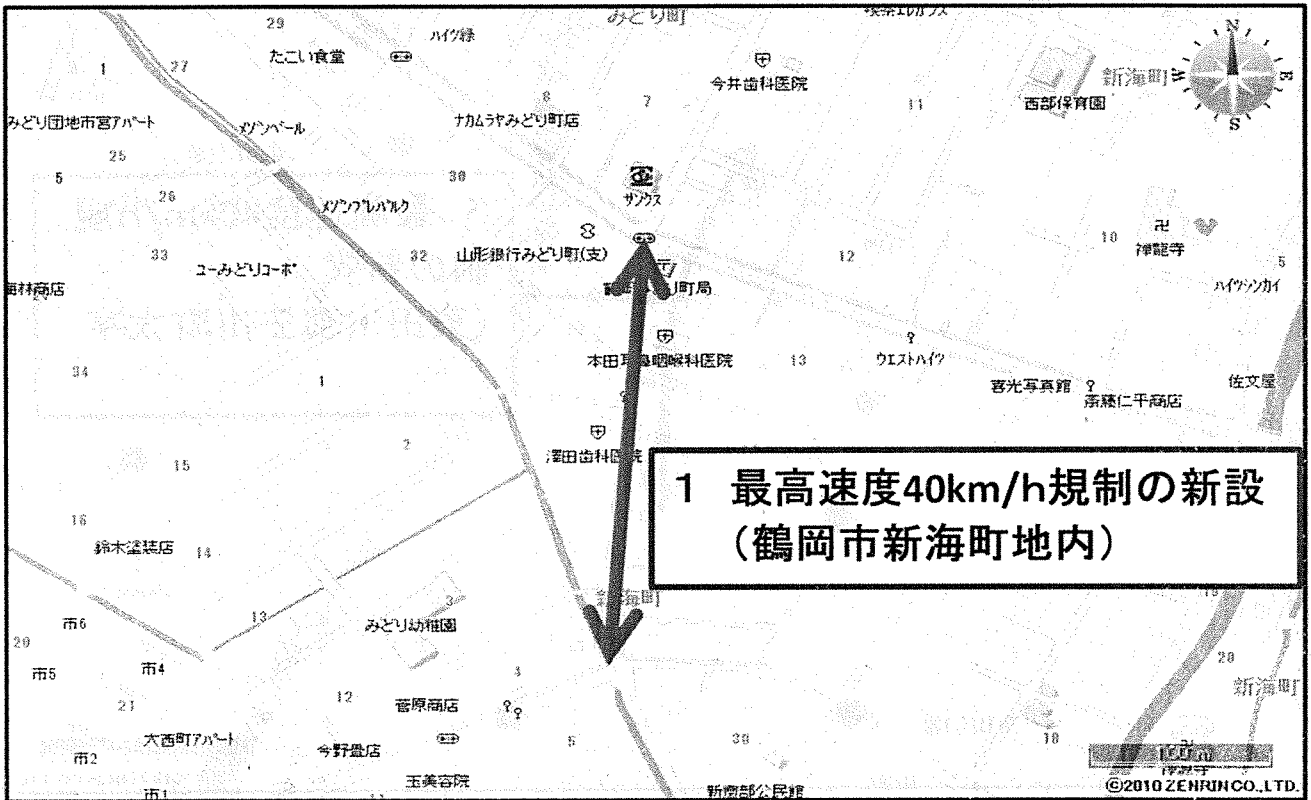 みどり町
29
ハイツ緑
たこい食堂
27
1
今井歯科医院
新海町
N
W
E
S
西部保育園
8
7
11
みどり団地市営アパート
メゾンベール
ナカムラヤみどり町店
25
5
30
26
サンクス
メゾンプレパルク
山形銀行みどり町(支)
32
33
10
禅龍寺
12
5
ユーみどりコーポ
町局
ハイツシンカイ
本田耳鼻咽喉科医院
13
ウエストハイツ
34
1
喜光写真館
斎藤仁平商店
佐文屋
2
澤田歯科医院
15
1 最高速度40km/h規制の新設
(鶴岡市新海町地内)
16
鈴木塗装店
14
新海町
3
13
みどり幼稚園
市6
20
市5
市4
4
20
新海町
21
12
菅原商店
大西町アパート
今野畳店
5
30
18
市2
100m
玉美容院
市1
新南部公民館
©2010 ZENRIN CO., LTD.